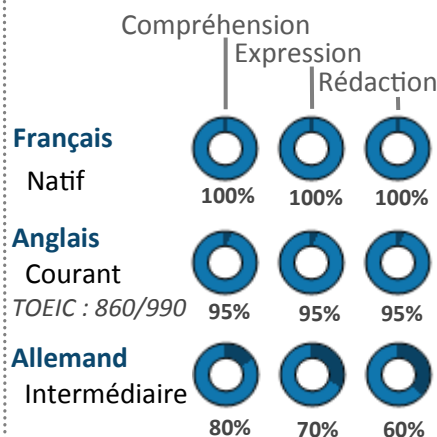 Compréhension
Expression
Rédaction
Français
Natif
100% 100% 100%
Anglais
Courant
TOEIC : 860/990 95% 95% 95%
Allemand
Intermédiaire
80% 70% 60%